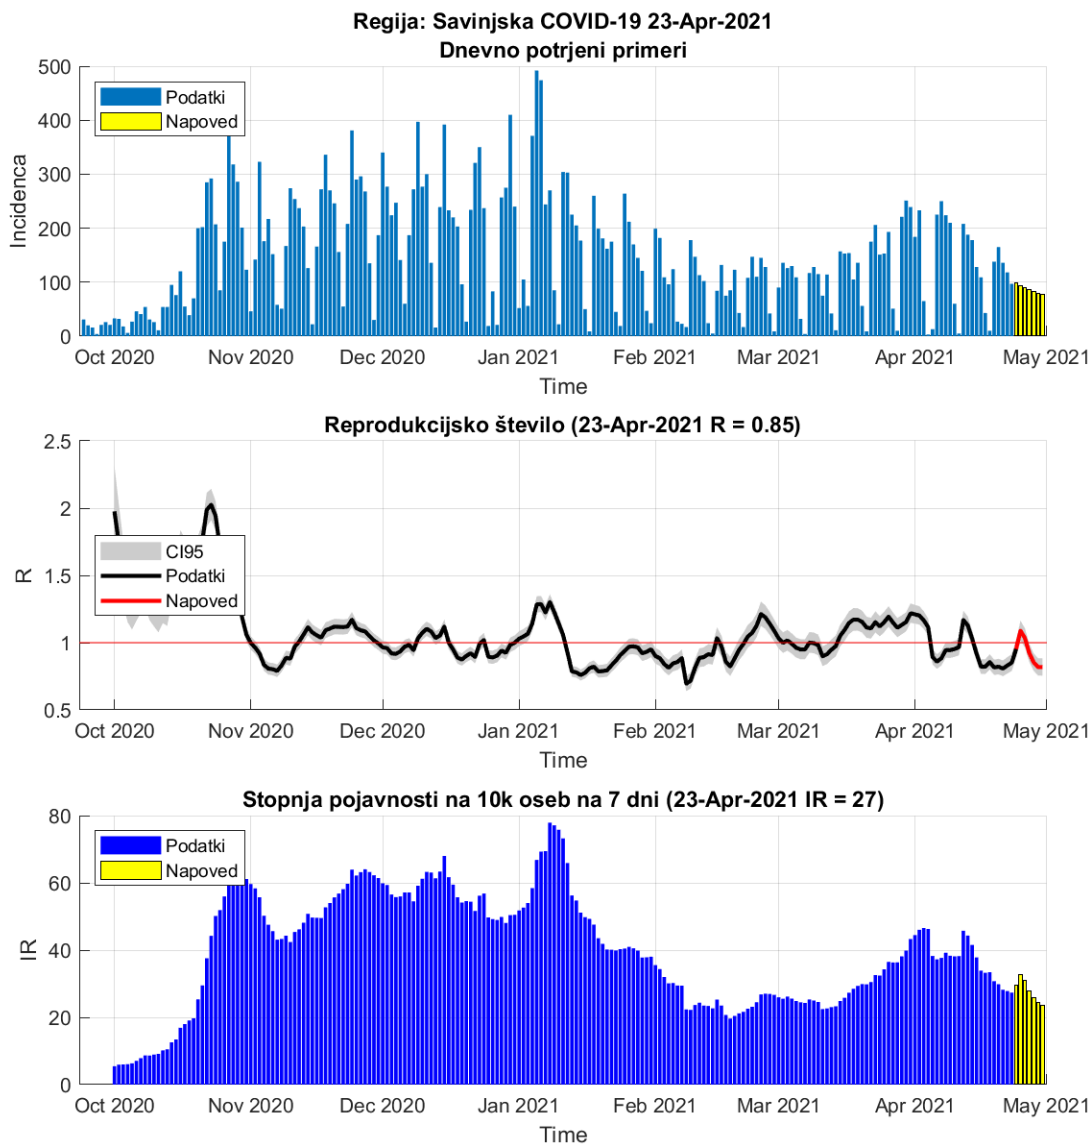 Regija: Savinjska COVID-19 23-Apr-2021
Dnevno potrjeni primeri
500
400
300
200
100
0
Incidenca
Podatki
Napoved
Oct 2020 Nov 2020 Dec 2020 Jan 2021 Feb 2021 Mar 2021 Apr 2021 May 2021
Time
Reprodukcijsko število (23-Apr-2021 R = 0.85)
2.5
2
1.5
1
0.5
R
CI95
Podatki
Napoved
Oct 2020 Nov 2020 Dec 2020 Jan 2021 Feb 2021 Mar 2021 Apr 2021 May 2021
Time
Stopnja pojavnosti na 10k oseb na 7 dni (23-Apr-2021 IR = 27)
80
60
40
20
0
IR
Podatki
Napoved
Oct 2020 Nov 2020 Dec 2020 Jan 2021 Feb 2021 Mar 2021 Apr 2021 May 2021
Time